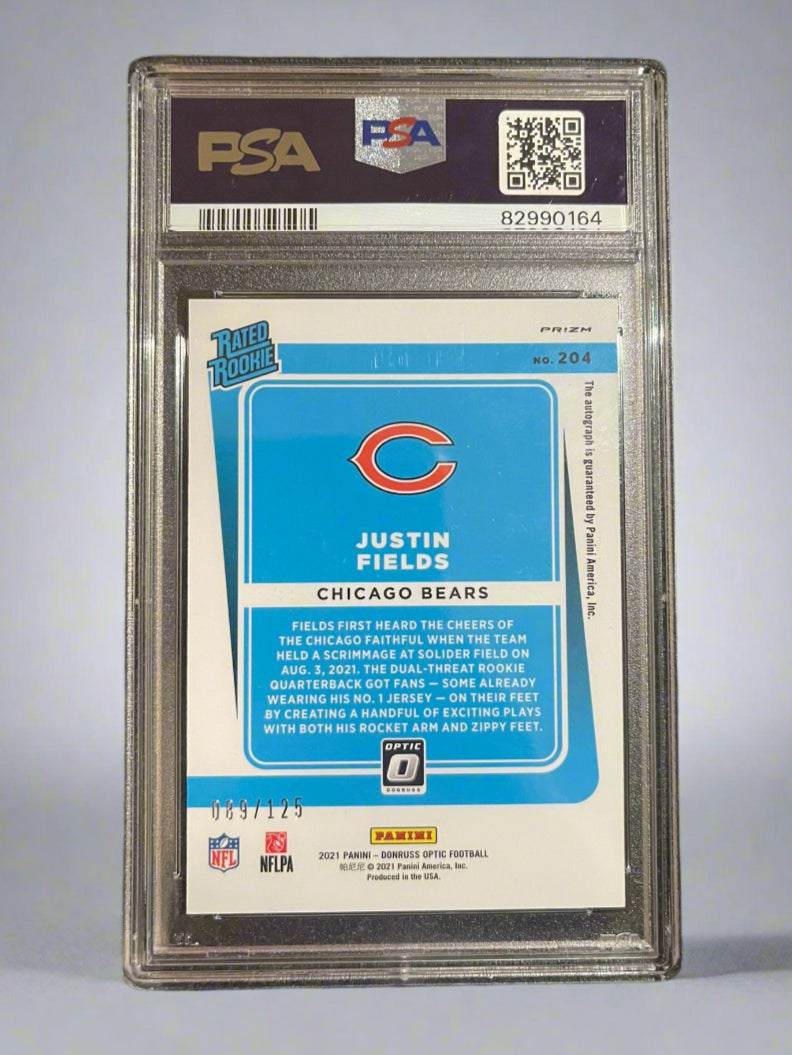 PSA
PSA
82990164
RATED
ROOKIE
PRIZM
NO. 204
The autograph is guaranteed by Panini America, Inc.
JUSTIN
FIELDS
CHICAGO BEARS
FIELDS FIRST HEARD THE CHEERS OF
THE CHICAGO FAITHFUL WHEN THE TEAM
HELD A SCRIMMAGE AT SOLIDER FIELD ON
AUG. 3, 2021. THE DUAL-THREAT ROOKIE
QUARTERBACK GOT FANS — SOME ALREADY
WEARING HIS NO. 1 JERSEY — ON THEIR FEET
BY CREATING A HANDFUL OF EXCITING PLAYS
WITH BOTH HIS ROCKET ARM AND ZIPPY FEET.
OPTIC
DONRUSS
089/125
NFL
NFLPA
PANINI
2021 PANINI – DONRUSS OPTIC FOOTBALL
帕尼尼 © 2021 Panini America, Inc.
Produced in the USA.